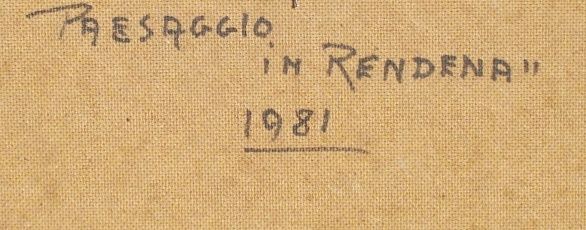 PAESAGGIO
in RENDENA"
1981